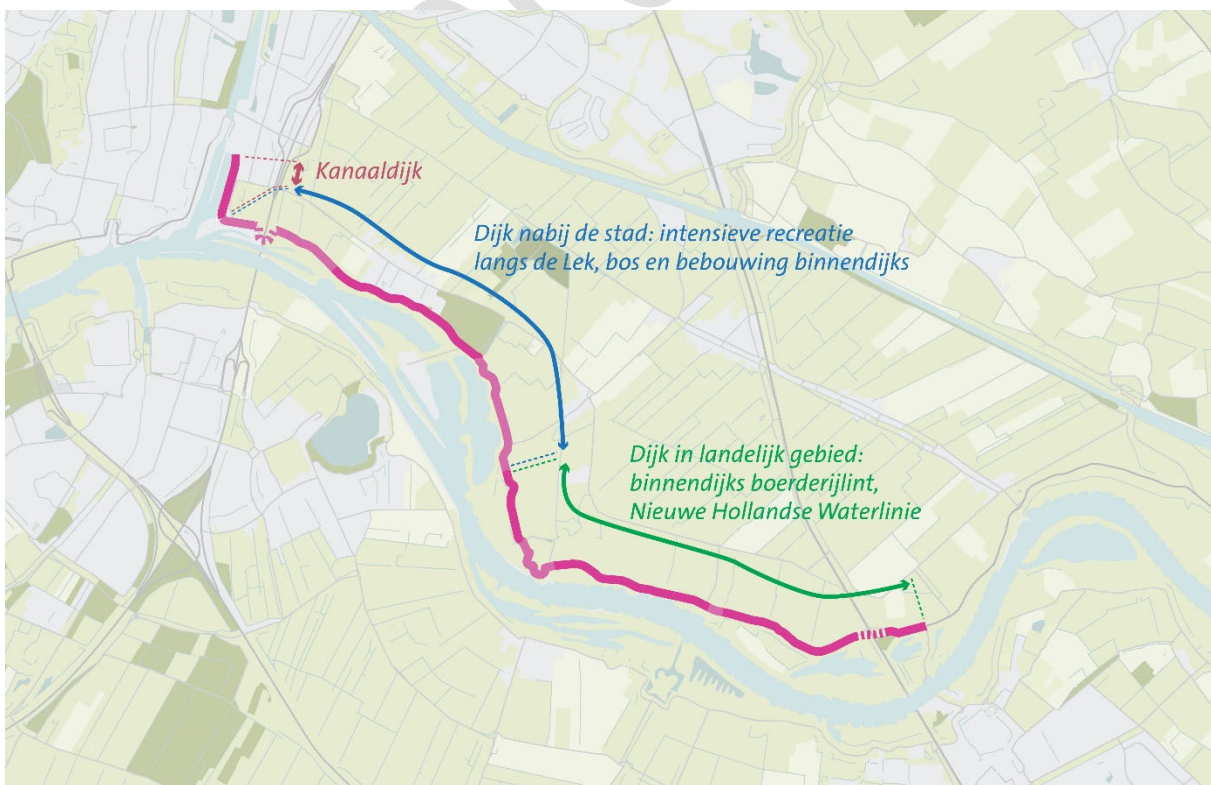 Kanaaldijk
Dijk nabij de stad: intensieve recreatie
langs de Lek, bos en bebouwing binnendijks
Dijk in landelijk gebied:
binnendijks boerderijlint,
Nieuwe Hollandse Waterlinie